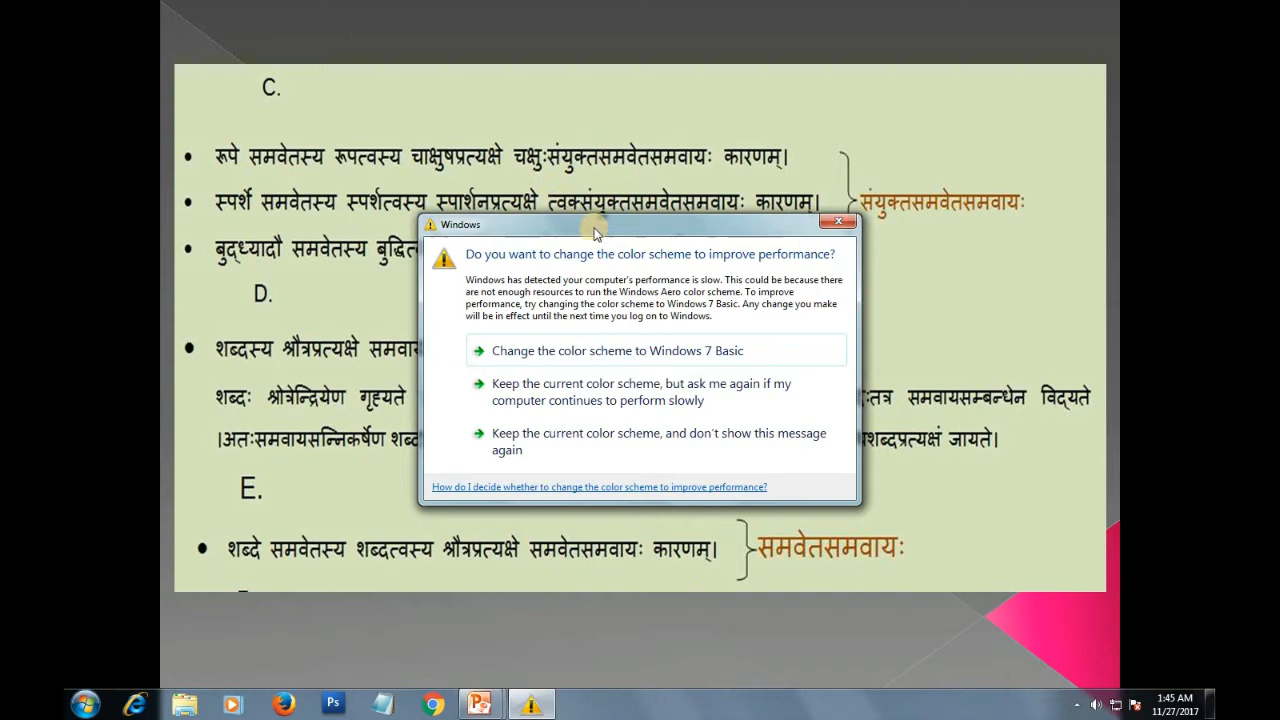 C.
• रूपे समवेतस्य रूपत्वस्य चाक्षुषप्रत्यक्षे चक्षुःसंयुक्तसमवेतसमवायः कारणम्।
• स्पर्शे समवेतस्य स्पर्शत्वस्य स्पार्शनप्रत्यक्षे त्वक्संयुक्तसमवेतसमवायः कारणम्।
संयुक्तसमवेतसमवायः
• बुद्ध्यादौ समवेतस्य
D.
• शब्दस्य श्रौत्रप्रत्यक्षे
शब्दः श्रोत्रेन्द्रियेण गृह्यते
तत्र समवायसम्बन्धेन विद्यते
।अतःसमवायसन्निकर्षेण
जायते।
E.
• शब्दे समवेतस्य शब्दत्वस्य श्रौत्रप्रत्यक्षे समवेतसमवायः कारणम्।
समवेतसमवायः
Windows
Do you want to change the color scheme to improve performance?
Windows has detected your computer's performance is slow. This could be because there
are not enough resources to run the Windows Aero color scheme. To improve
performance, try changing the color scheme to Windows 7 Basic. Any change you make
will be in effect until the next time you log on to Windows.
Change the color scheme to Windows 7 Basic
Keep the current color scheme, but ask me again if my
computer continues to perform slowly
Keep the current color scheme, and don't show this message
again
How do I decide whether to change the color scheme to improve performance?
Ps
1:45 AM
11/27/2017